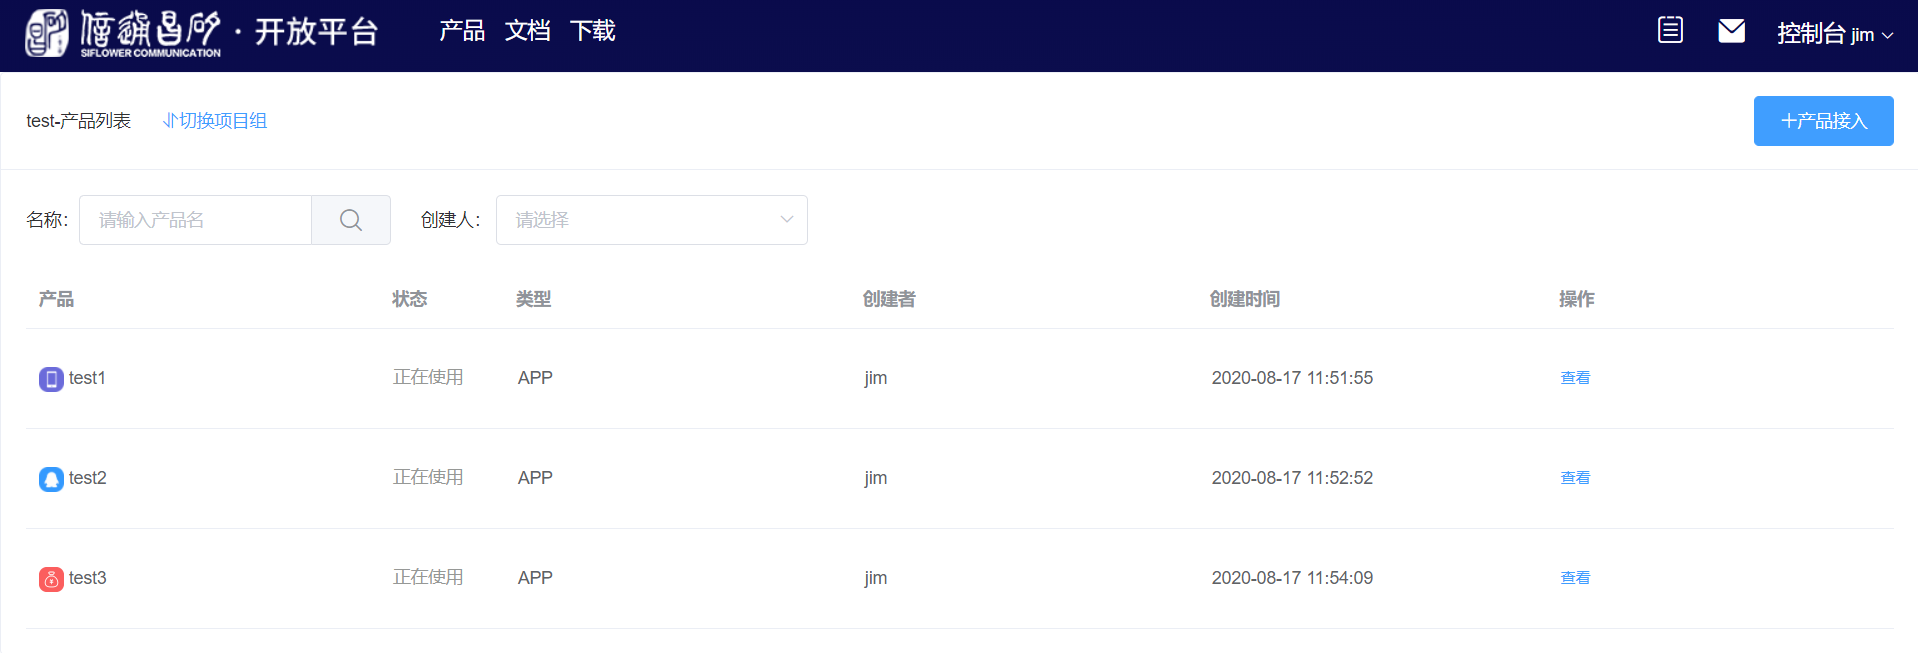 SIFLOWER COMMUNICATION · 开放平台 产品 文档 下载 控制台 jim
test-产品列表 切换项目组 +产品接入
名称: 请输入产品名 创建人: 请选择
产品 状态 类型 创建者 创建时间 操作
test1 正在使用 APP jim 2020-08-17 11:51:55 查看
test2 正在使用 APP jim 2020-08-17 11:52:52 查看
test3 正在使用 APP jim 2020-08-17 11:54:09 查看